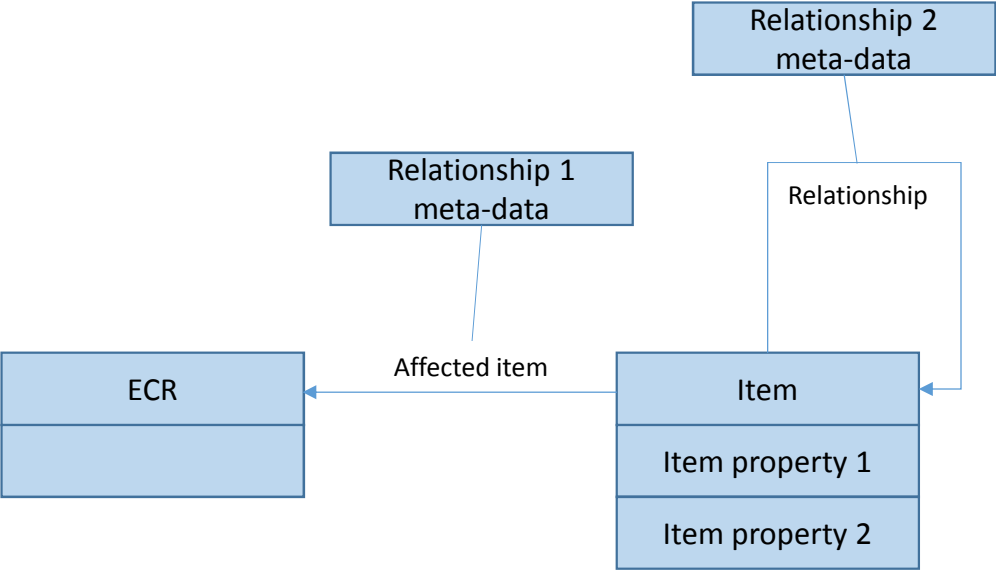 Relationship 2
meta-data
Relationship 1
meta-data
Relationship
Affected item
ECR
Item
Item property 1
Item property 2